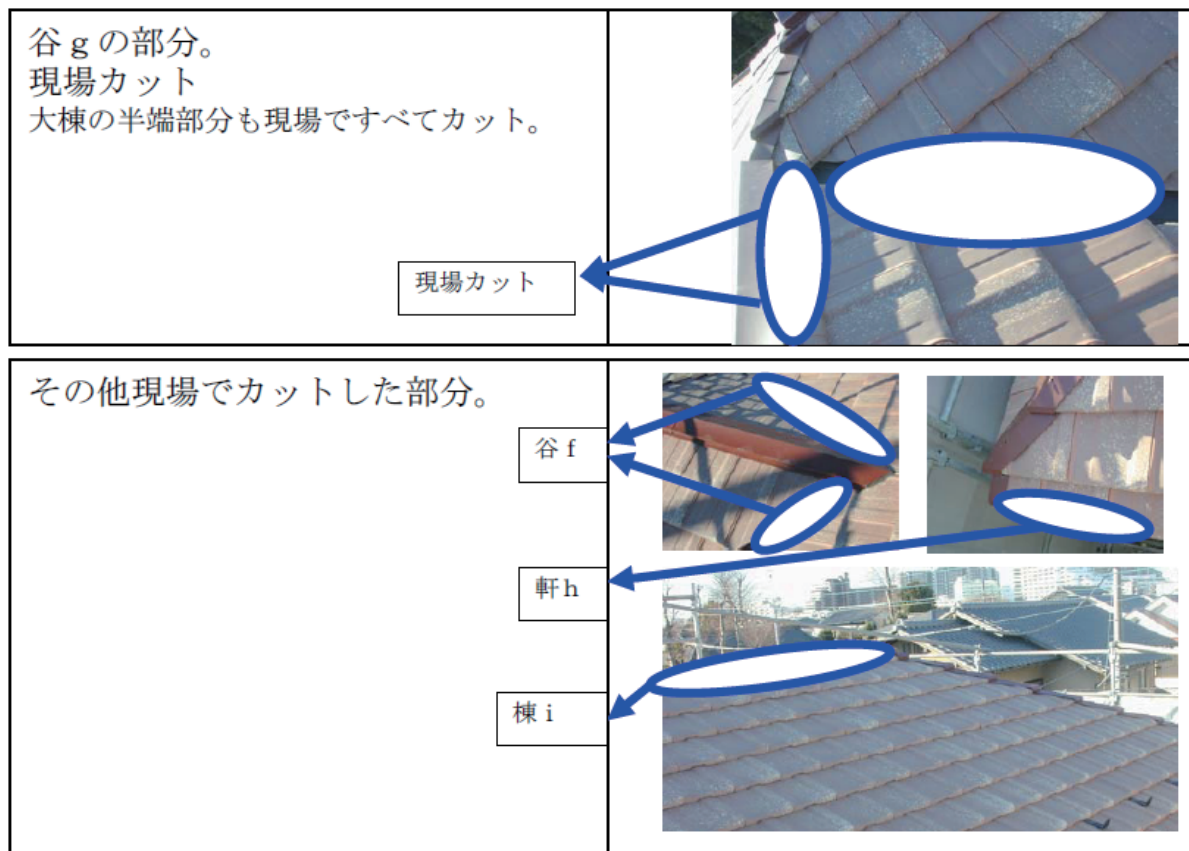 谷ｇの部分。
現場カット
大棟の半端部分も現場ですべてカット。
現場カット
その他現場でカットした部分。
谷ｆ
軒ｈ
棟ｉ